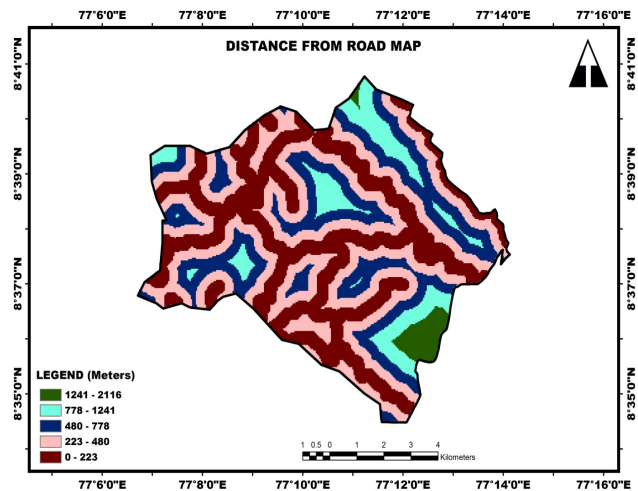 77°6'0"E 77°8'0"E 77°10'0"E 77°12'0"E 77°14'0"E 77°16'0"E
DISTANCE FROM ROAD MAP
8°41'0"N 8°41'0"N
8°39'0"N 8°39'0"N
8°37'0"N 8°37'0"N
8°35'0"N 8°35'0"N
LEGEND (Meters)
1241 - 2116
778 - 1241
480 - 778
223 - 480
0 - 223
1 0.5 0 1 2 3 4
Kilometers
77°6'0"E 77°8'0"E 77°10'0"E 77°12'0"E 77°14'0"E 77°16'0"E